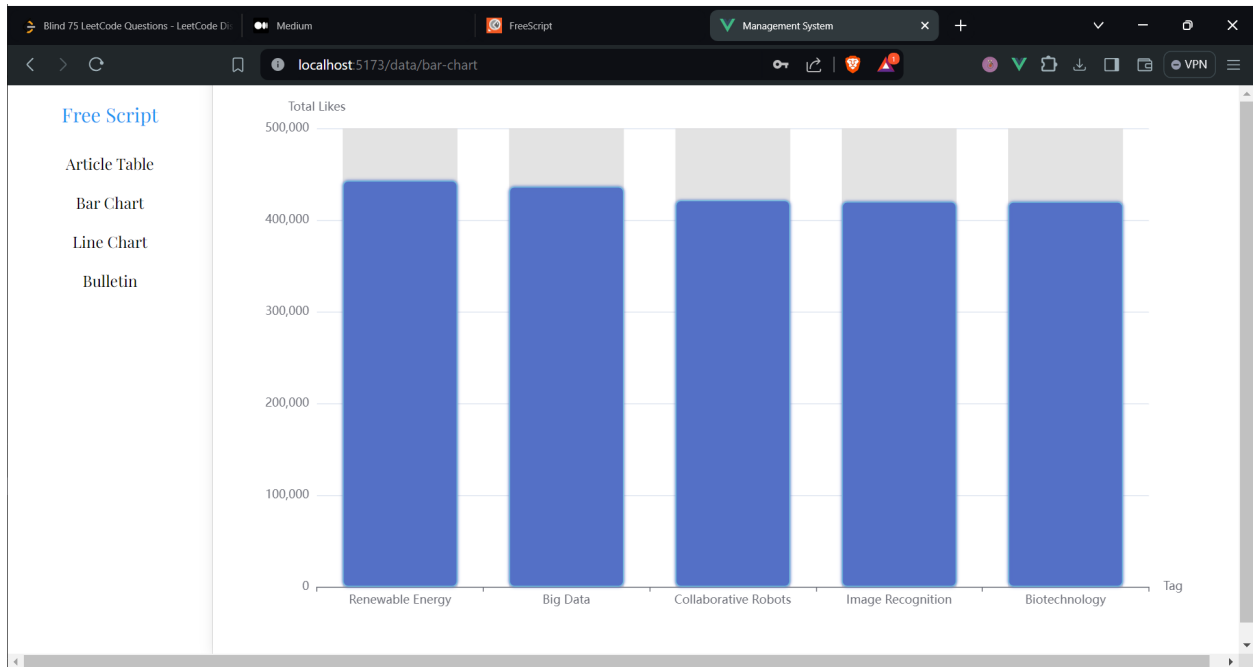 Blind 75 LeetCode Questions - LeetCode Di
Medium
FreeScript
Management System
localhost:5173/data/bar-chart
1
VPN
Free Script
Article Table
Bar Chart
Line Chart
Bulletin
Total Likes
500,000
400,000
300,000
200,000
100,000
0
Renewable Energy Big Data Collaborative Robots Image Recognition Biotechnology
Tag